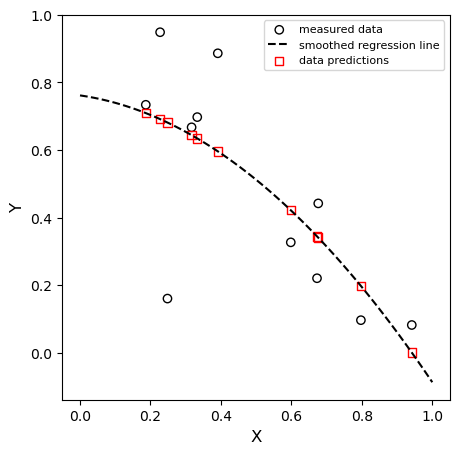 measured data
smoothed regression line
data predictions
1.0
0.8
0.6
0.4
0.2
0.0
Y
0.0 0.2 0.4 0.6 0.8 1.0
X